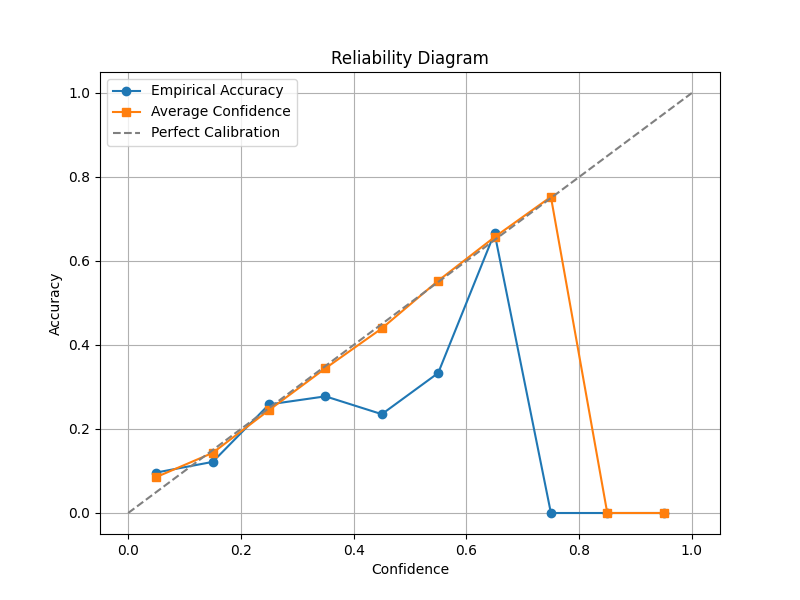 Reliability Diagram
Empirical Accuracy
Average Confidence
Perfect Calibration
1.0
0.8
0.6
0.4
0.2
0.0
Accuracy
0.0 0.2 0.4 0.6 0.8 1.0
Confidence